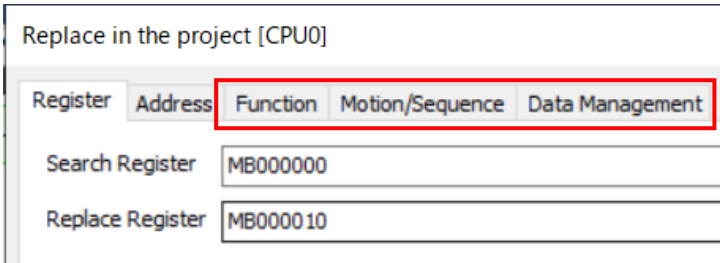 Replace in the project [CPU0]
Register Address Function Motion/Sequence Data Management
Search Register MB000000
Replace Register MB000010